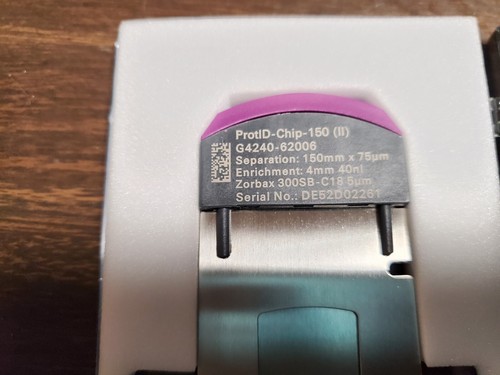 ProtID-Chip-150 (II)
G4240-62006
Separation: 150mm x 75µm
Enrichment: 4mm 40nl
Zorbax 300SB-C18 5µm
Serial No.: DE52D02261